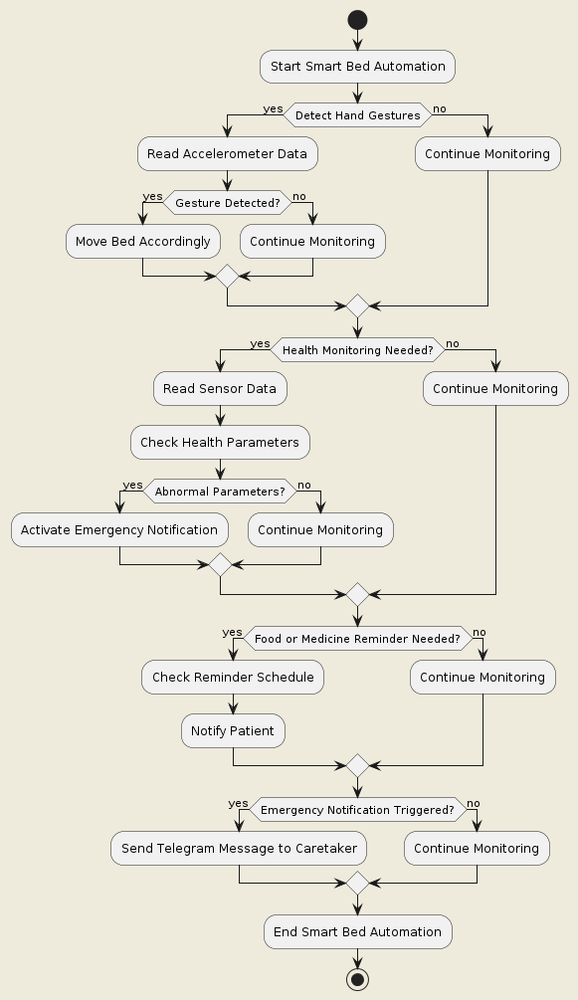 Start Smart Bed Automation
yes
Detect Hand Gestures
no
Read Accelerometer Data
Continue Monitoring
yes
Gesture Detected?
no
Move Bed Accordingly
Continue Monitoring
yes
Health Monitoring Needed?
no
Read Sensor Data
Continue Monitoring
Check Health Parameters
yes
Abnormal Parameters?
no
Activate Emergency Notification
Continue Monitoring
yes
Food or Medicine Reminder Needed?
no
Check Reminder Schedule
Continue Monitoring
Notify Patient
yes
Emergency Notification Triggered?
no
Send Telegram Message to Caretaker
Continue Monitoring
End Smart Bed Automation